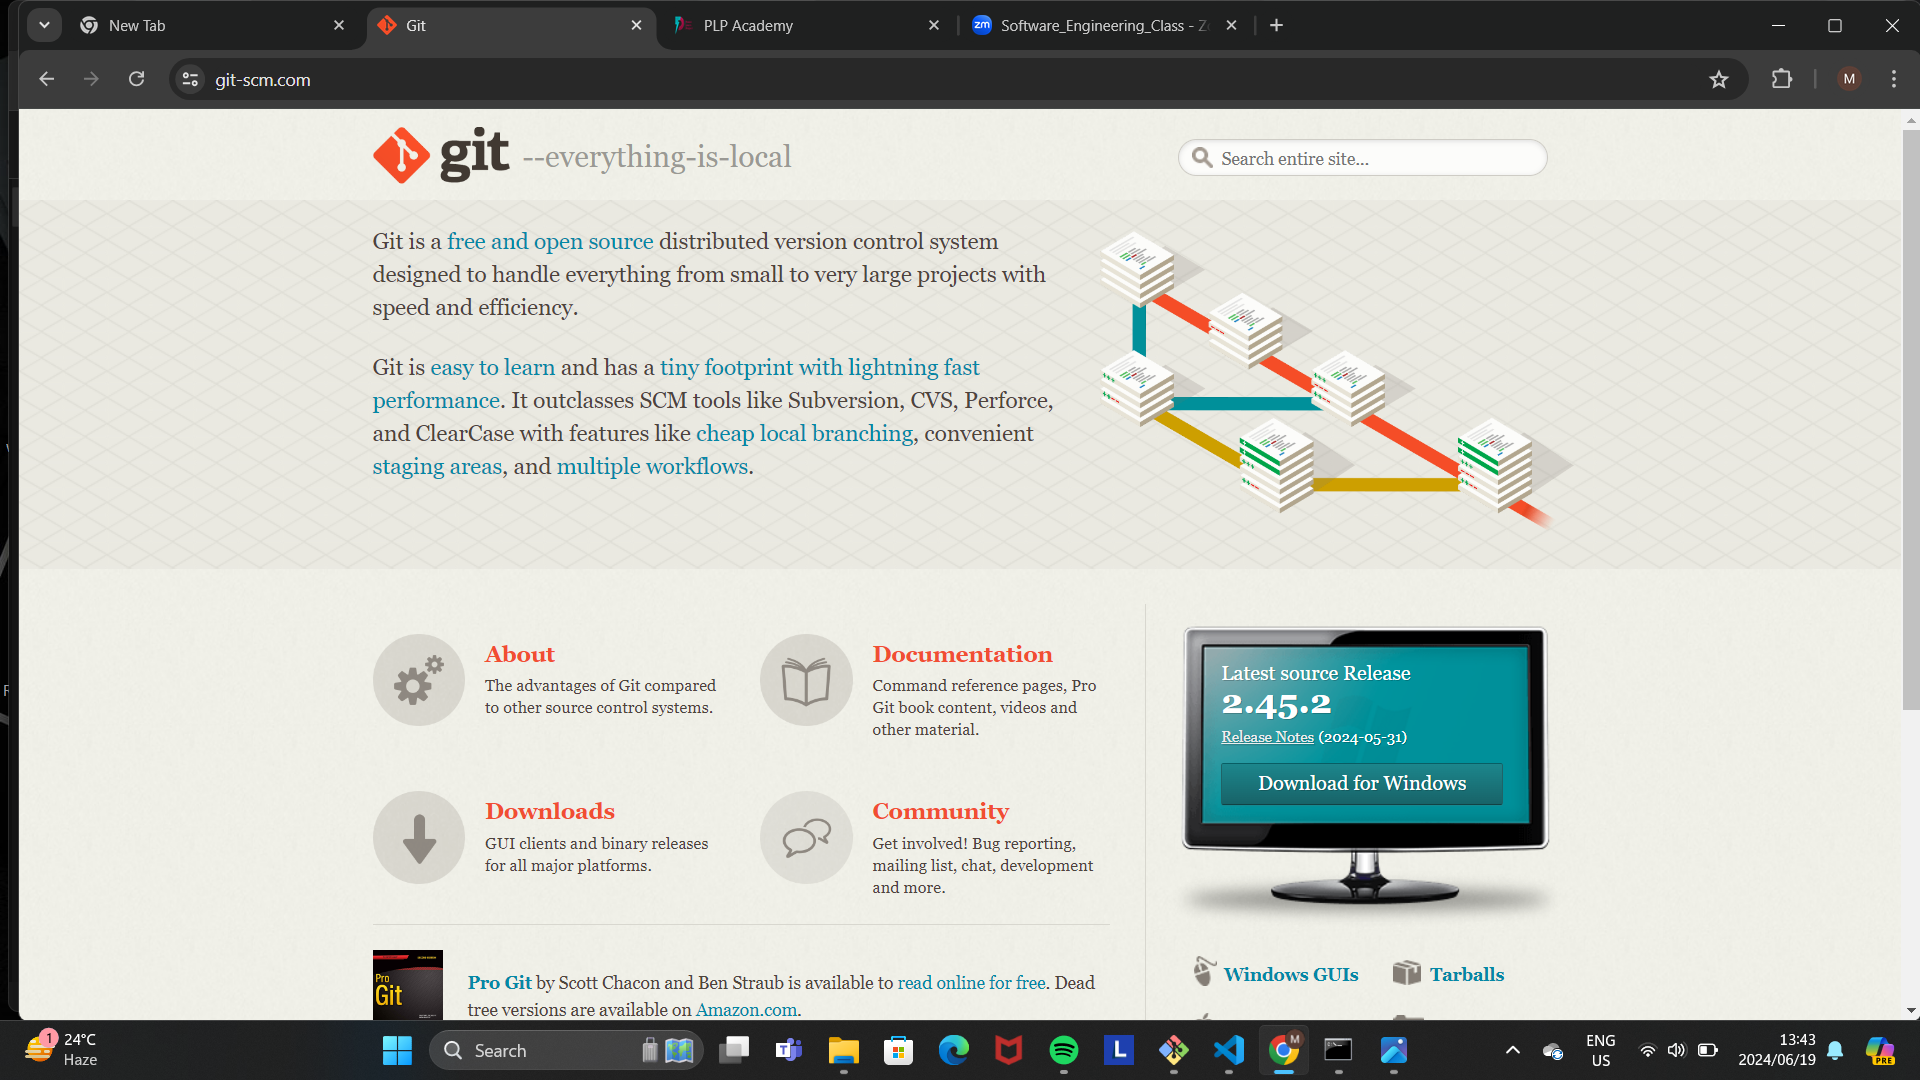 New Tab
Git
PLP Academy
Software_Engineering_Class - Z
git-scm.com
M
git --everything-is-local
Search entire site...
Git is a free and open source distributed version control system
designed to handle everything from small to very large projects with
speed and efficiency.
Git is easy to learn and has a tiny footprint with lightning fast
performance. It outclasses SCM tools like Subversion, CVS, Perforce,
and ClearCase with features like cheap local branching, convenient
staging areas, and multiple workflows.
About
The advantages of Git compared
to other source control systems.
Documentation
Command reference pages, Pro
Git book content, videos and
other material.
Downloads
GUI clients and binary releases
for all major platforms.
Community
Get involved! Bug reporting,
mailing list, chat, development
and more.
Latest source Release
2.45.2
Release Notes (2024-05-31)
Download for Windows
Windows GUIs
Tarballs
Pro
Git
Pro Git by Scott Chacon and Ben Straub is available to read online for free. Dead
tree versions are available on Amazon.com.
1
24°C
Haze
Search
L
M
ENG
US
13:43
2024/06/19
PRE